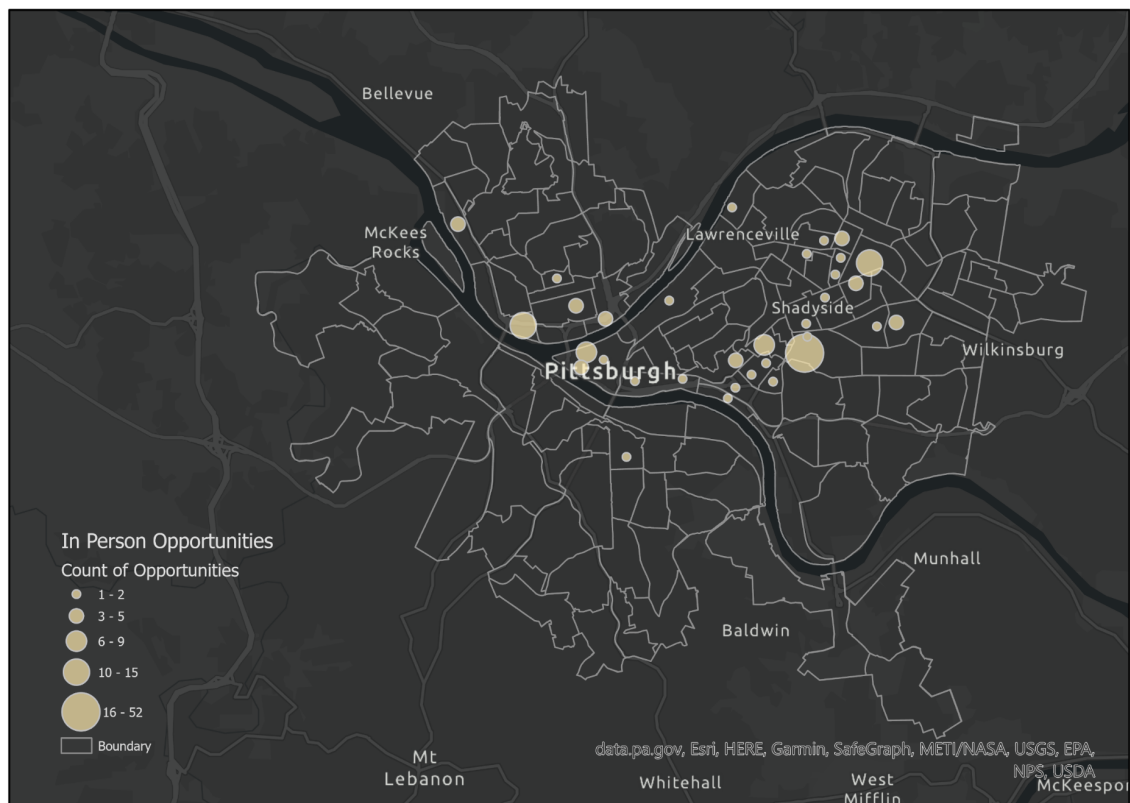 Bellevue
McKees
Rocks
Lawrenceville
Shadyside
Wilkinsburg
Pittsburgh
In Person Opportunities
Count of Opportunities
1 - 2
3 - 5
6 - 9
10 - 15
16 - 52
Boundary
Munhall
Baldwin
data.pa.gov, Esri, HERE, Garmin, SafeGraph, METI/NASA, USGS, EPA,
NPS, USDA
Mt
Lebanon
Whitehall
West
Mifflin
McKeespor